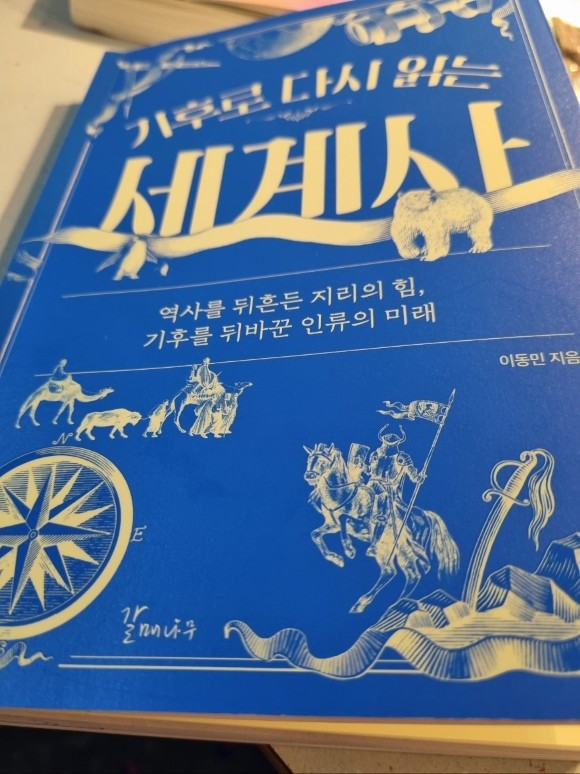 기후로 다시 읽는
세계사
역사를 뒤흔든 지리의 힘,
기후를 뒤바꾼 인류의 미래
이동민 지음
N
E
갈매나무